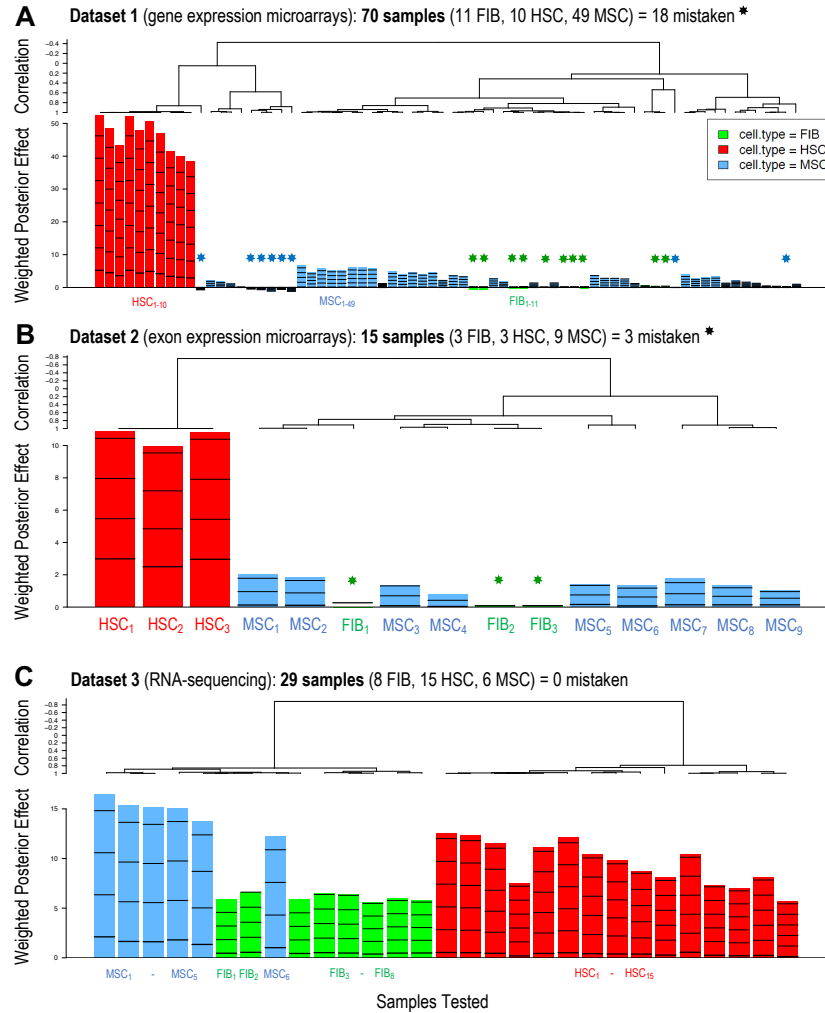 A Dataset 1 (gene expression microarrays): 70 samples (11 FIB, 10 HSC, 49 MSC) = 18 mistaken *
Correlation
−0.4
0.0
0.2
0.4
0.6
0.8
1
Weighted Posterior Effect
50
40
30
20
10
0
cell.type = FIB
cell.type = HSC
cell.type = MSC
HSC1-10 MSC1-49 FIB1-11
B Dataset 2 (exon expression microarrays): 15 samples (3 FIB, 3 HSC, 9 MSC) = 3 mistaken *
Correlation
−0.8
−0.4
0
0.2
0.4
0.6
0.8
1
Weighted Posterior Effect
10
8
6
4
2
0
HSC1 HSC2 HSC3 MSC1 MSC2 FIB1 MSC3 MSC4 FIB2 FIB3 MSC5 MSC6 MSC7 MSC8 MSC9
C Dataset 3 (RNA-sequencing): 29 samples (8 FIB, 15 HSC, 6 MSC) = 0 mistaken
Correlation
−0.8
−0.4
−0.2
0
0.2
0.4
0.6
0.8
1
Weighted Posterior Effect
15
10
5
0
MSC1 - MSC5 FIB1 FIB2 MSC6 FIB3 - FIB8 HSC1 - HSC15
Samples Tested